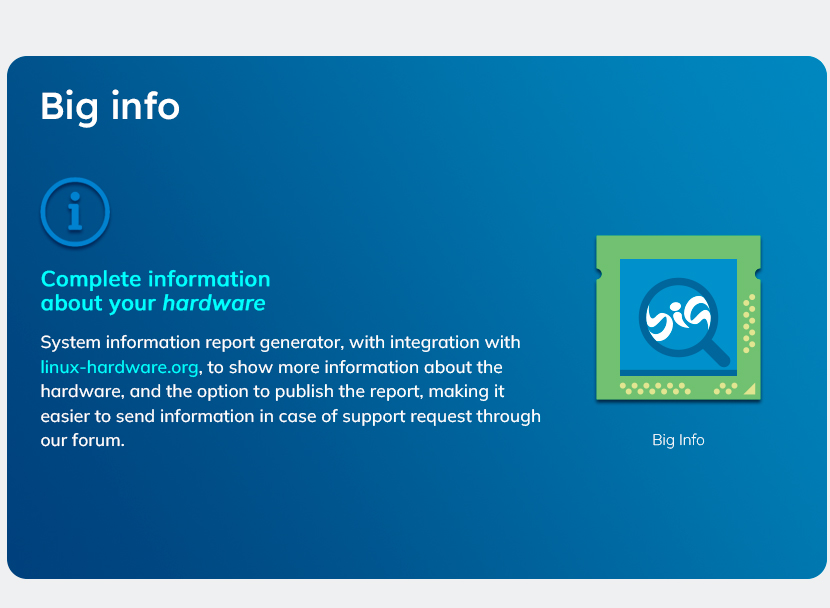 Big info
Complete information
about your hardware
System information report generator, with integration with
linux-hardware.org, to show more information about the
hardware, and the option to publish the report, making it
easier to send information in case of support request through
our forum.
big
Big Info